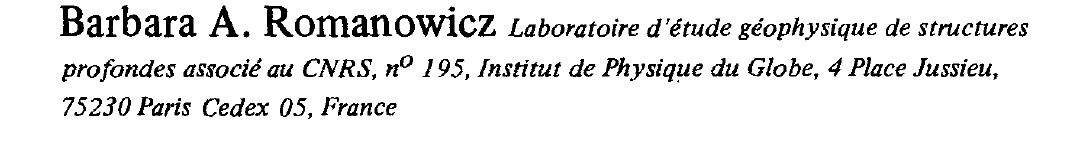 Barbara A. Romanowicz Laboratoire d'étude géophysique de structures
profondes associé au CNRS, nº 195, Institut de Physique du Globe, 4 Place Jussieu,
75230 Paris Cedex 05, France